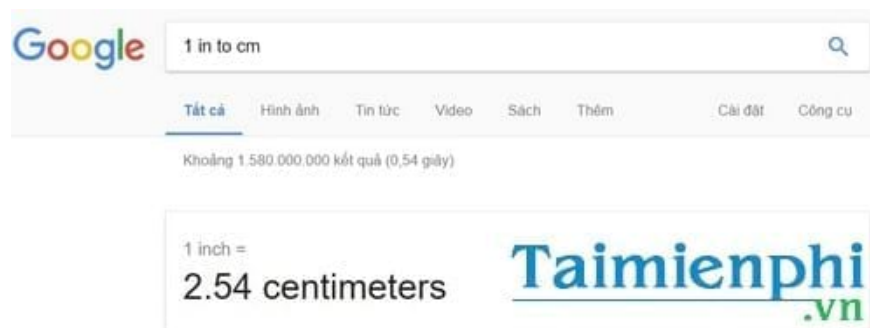 Google
1 in to cm
Tất cả Hình ảnh Tin tức Video Sách Thêm Cài đặt Công cụ
Khoảng 1.580.000.000 kết quả (0,54 giây)
1 inch =
2.54 centimeters
Taimienphi
.vn